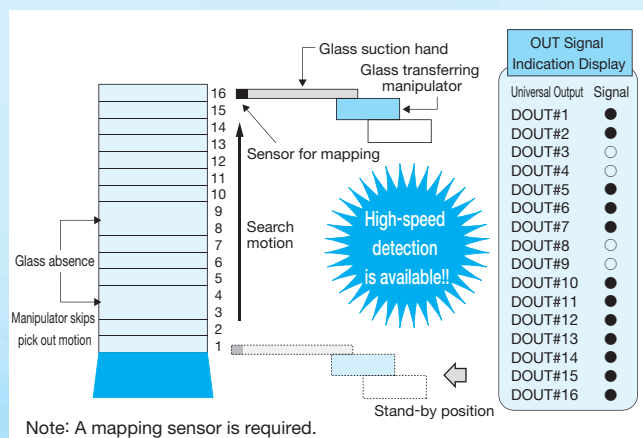 Glass suction hand
Glass transferring
manipulator
Sensor for mapping
16
15
14
13
12
11
10
9
8
7
6
5
4
3
2
1
Search
motion
Glass absence
Manipulator skips
pick out motion
High-speed
detection
is available!!
Stand-by position
Note: A mapping sensor is required.
OUT Signal
Indication Display
Universal Output Signal
DOUT#1 ●
DOUT#2 ●
DOUT#3 ○
DOUT#4 ○
DOUT#5 ●
DOUT#6 ●
DOUT#7 ●
DOUT#8 ○
DOUT#9 ○
DOUT#10 ●
DOUT#11 ●
DOUT#12 ●
DOUT#13 ●
DOUT#14 ●
DOUT#15 ●
DOUT#16 ●